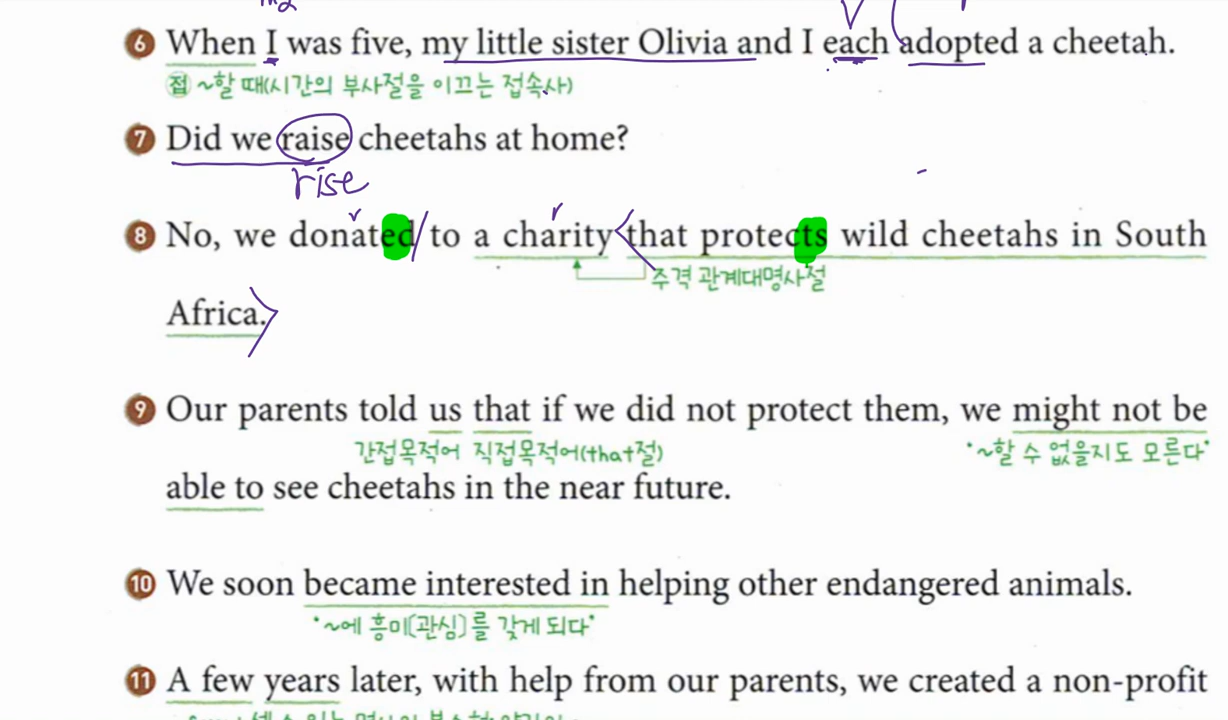 ⑥ When I was five, my little sister Olivia and I each adopted a cheetah.
접 ~할 때(시간의 부사절을 이끄는 접속사)
⑦ Did we raise cheetahs at home?
rise
⑧ No, we donated to a charity that protects wild cheetahs in South
주격 관계대명사절
Africa.
⑨ Our parents told us that if we did not protect them, we might not be
간접목적어 직접목적어(that절) '~할 수 없을지도 모른다'
able to see cheetahs in the near future.
⑩ We soon became interested in helping other endangered animals.
'~에 흥미(관심)를 갖게 되다'
⑪ A few years later, with help from our parents, we created a non-profit